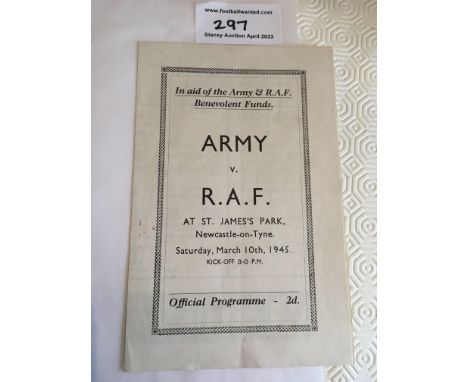 www.footballwanted.com
297
Stacey Auction April 2023
In aid of the Army & R.A.F.
Benevolent Funds.
ARMY
v.
R.A.F.
AT ST. JAMES'S PARK,
Newcastle-on-Tyne.
Saturday, March 10th, 1945.
KICK-OFF 3-0 P.M.
Official Programme - 2d.